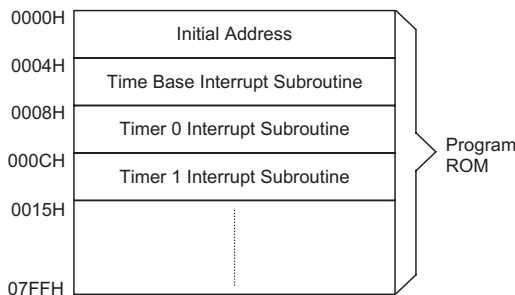 0000H
Initial Address
0004H
Time Base Interrupt Subroutine
0008H
Timer 0 Interrupt Subroutine
000CH
Timer 1 Interrupt Subroutine
0015H
07FFH
Program
ROM